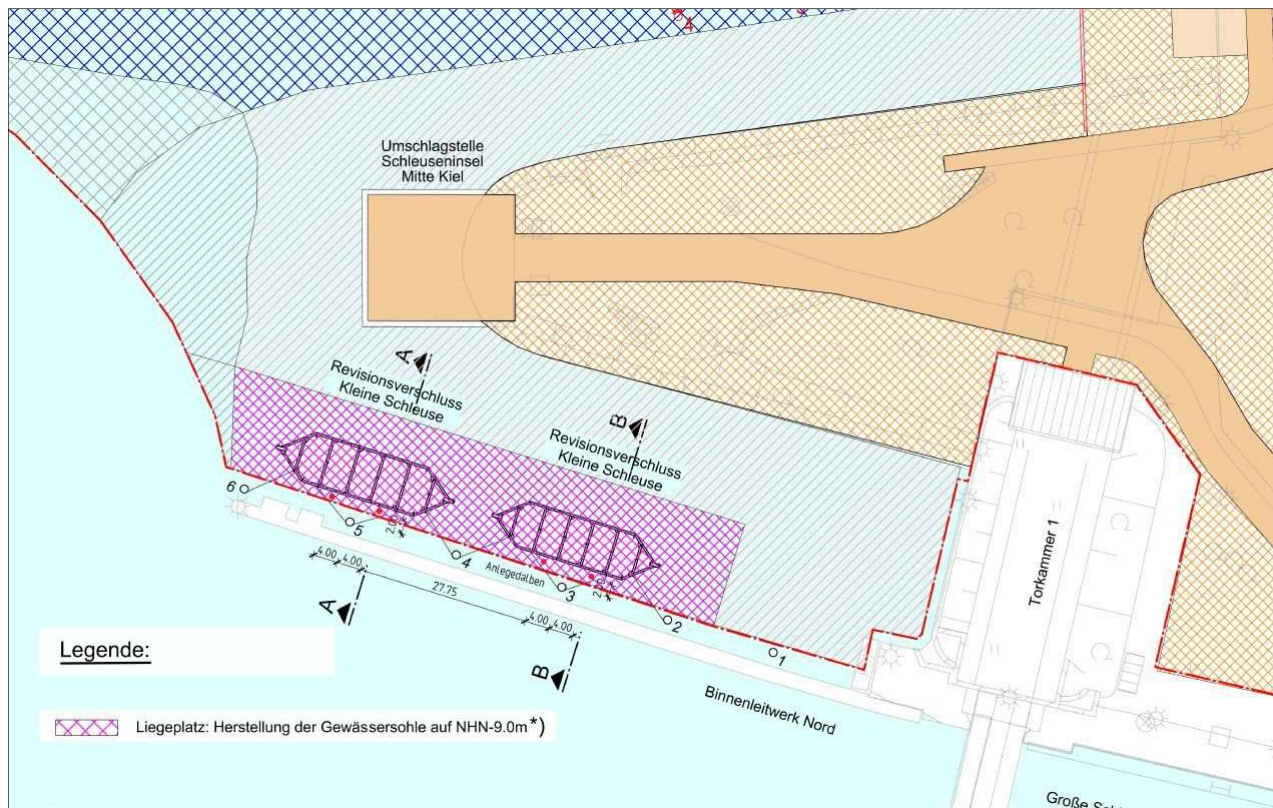 4
Umschlagstelle
Schleuseninsel
Mitte Kiel
A
Revisionsverschluss
Kleine Schleuse
B
Revisionsverschluss
Kleine Schleuse
6
5
4
3
2
1
Anlegedalben
4.00 4.00
27.75
4.00 4.00
A
B
Torkammer 1
Binnenleitwerk Nord
Legende:
Liegeplatz: Herstellung der Gewässersohle auf NHN-9.0m*)